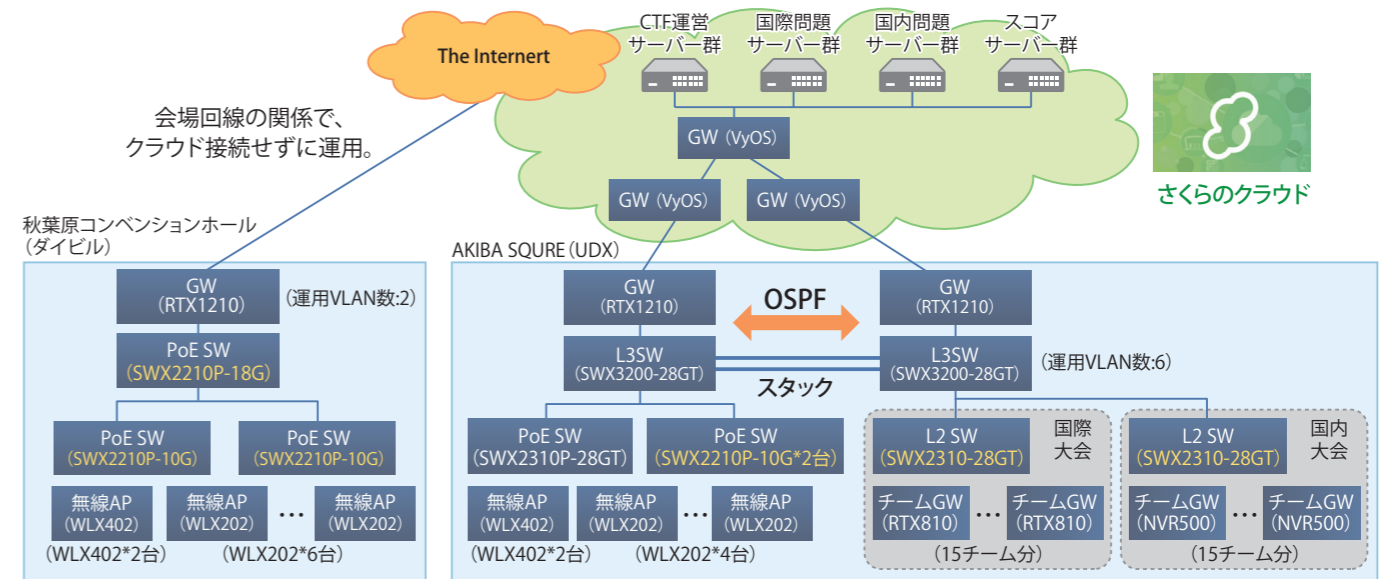 The Internert
CTF運営
サーバー群
国際問題
サーバー群
国内問題
サーバー群
スコア
サーバー群
GW（VyOS）
GW（VyOS）
GW（VyOS）
さくらのクラウド
会場回線の関係で、
クラウド接続せずに運用。
秋葉原コンベンションホール
（ダイビル）
GW
（RTX1210）
（運用VLAN数:2）
PoE SW
（SWX2210P-18G）
PoE SW
（SWX2210P-10G）
PoE SW
（SWX2210P-10G）
無線AP
（WLX402）
無線AP
（WLX202）
…
無線AP
（WLX202）
（WLX402*2台）
（WLX202*6台）
AKIBA SQURE（UDX）
GW
（RTX1210）
OSPF
GW
（RTX1210）
L3SW
（SWX3200-28GT）
スタック
L3SW
（SWX3200-28GT）
（運用VLAN数:6）
PoE SW
（SWX2310P-28GT）
PoE SW
（SWX2210P-10G*2台）
無線AP
（WLX402）
無線AP
（WLX202）
…
無線AP
（WLX202）
（WLX402*2台）
（WLX202*4台）
L2 SW
（SWX2310-28GT）
国際
大会
チームGW
（RTX810）
…
チームGW
（RTX810）
（15チーム分）
L2 SW
（SWX2310-28GT）
国内
大会
チームGW
（NVR500）
…
チームGW
（NVR500）
（15チーム分）